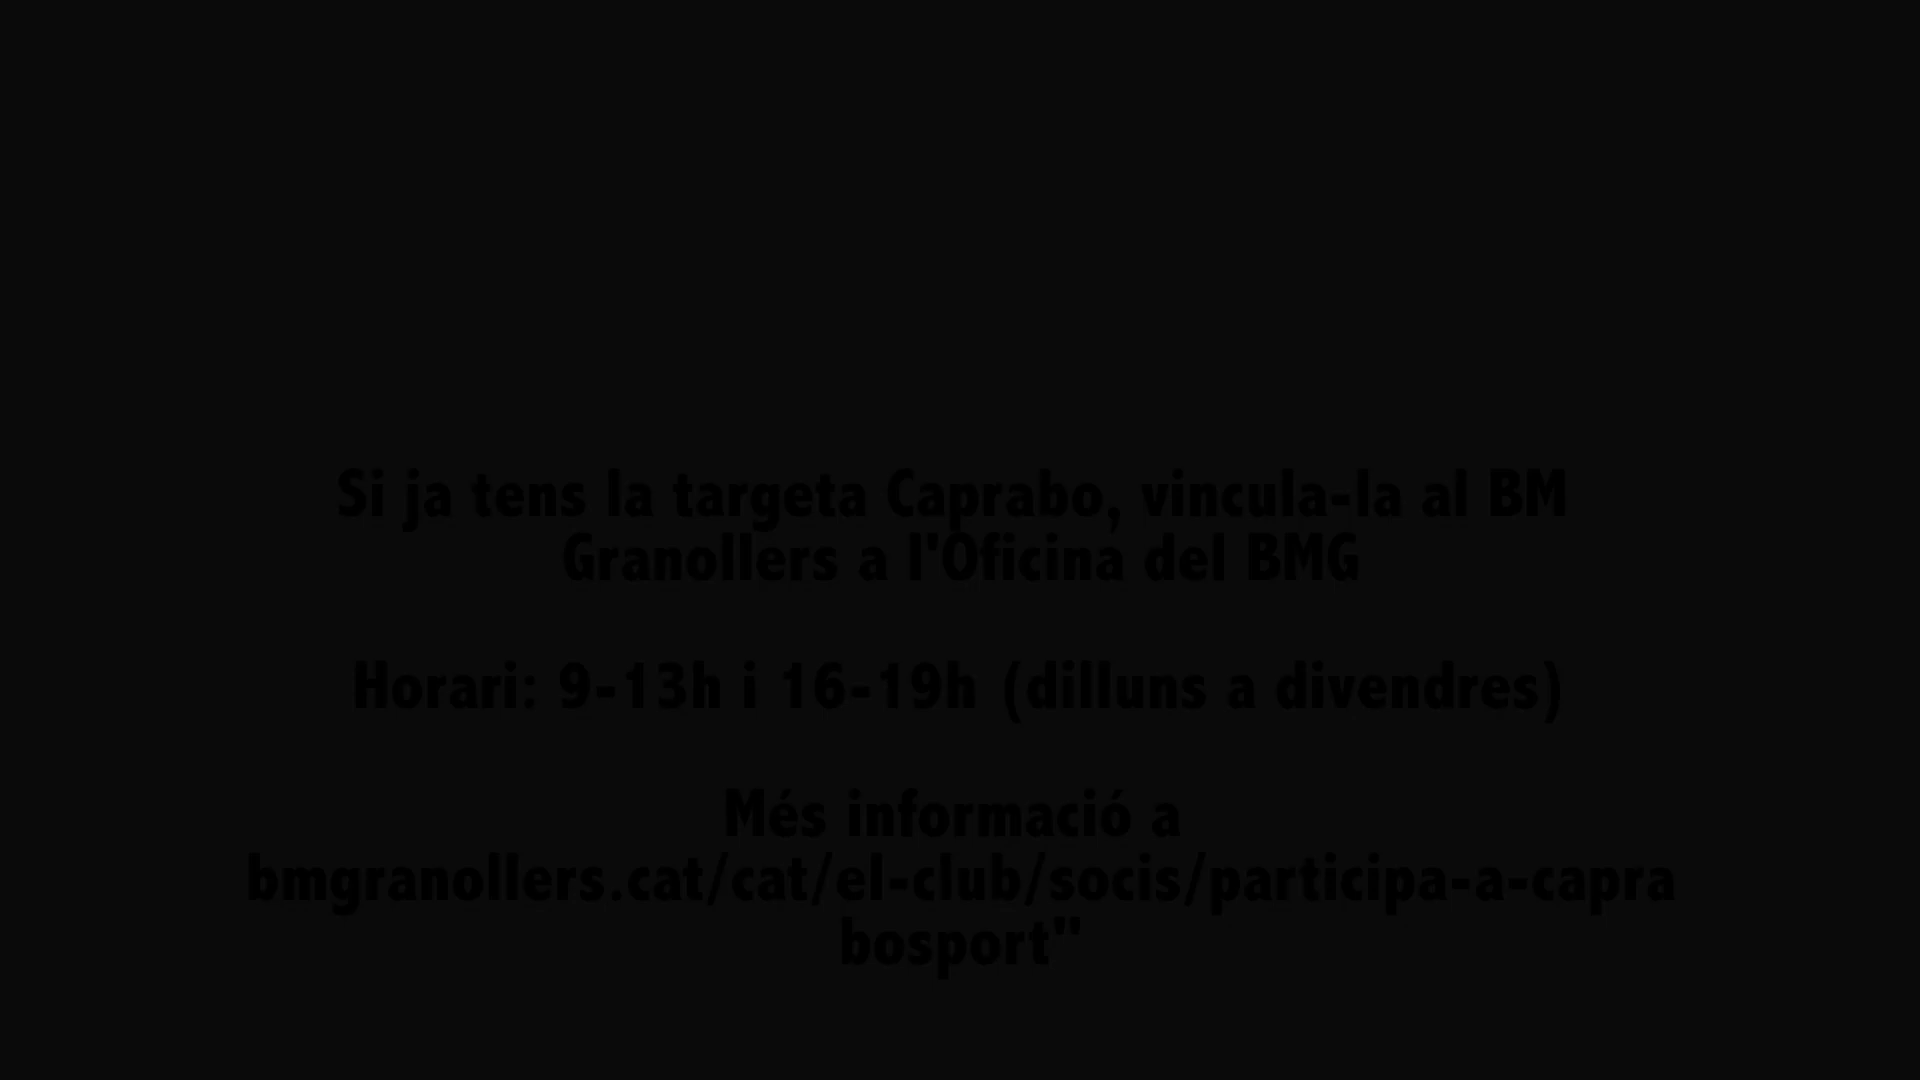 Si ja tens la targeta Caprabo, vincula-la al BM
Granollers a l'Oficina del BMG
Horari: 9-13h i 16-19h (dilluns a divendres)
Més informació a
bmgranollers.cat/cat/el-club/socis/participa-a-capra
bosport"